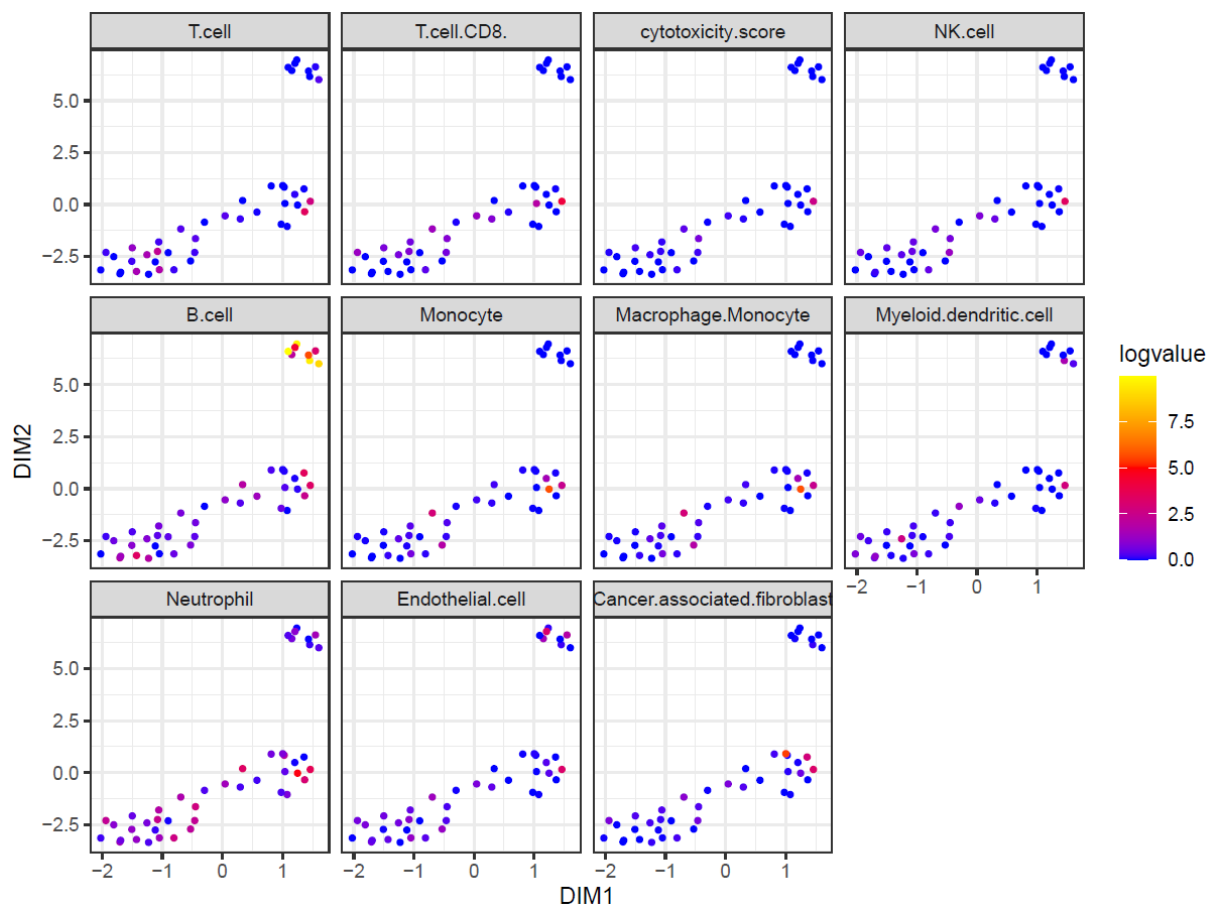 T.cell
T.cell.CD8.
cytotoxicity.score
NK.cell
5.0
2.5
0.0
−2.5
B.cell
Monocyte
Macrophage.Monocyte
Myeloid.dendritic.cell
5.0
2.5
0.0
−2.5
−2 −1 0 1
Neutrophil
Endothelial.cell
Cancer.associated.fibroblast
5.0
2.5
0.0
−2.5
−2 −1 0 1
−2 −1 0 1
−2 −1 0 1
DIM1
DIM2
logvalue
7.5
5.0
2.5
0.0